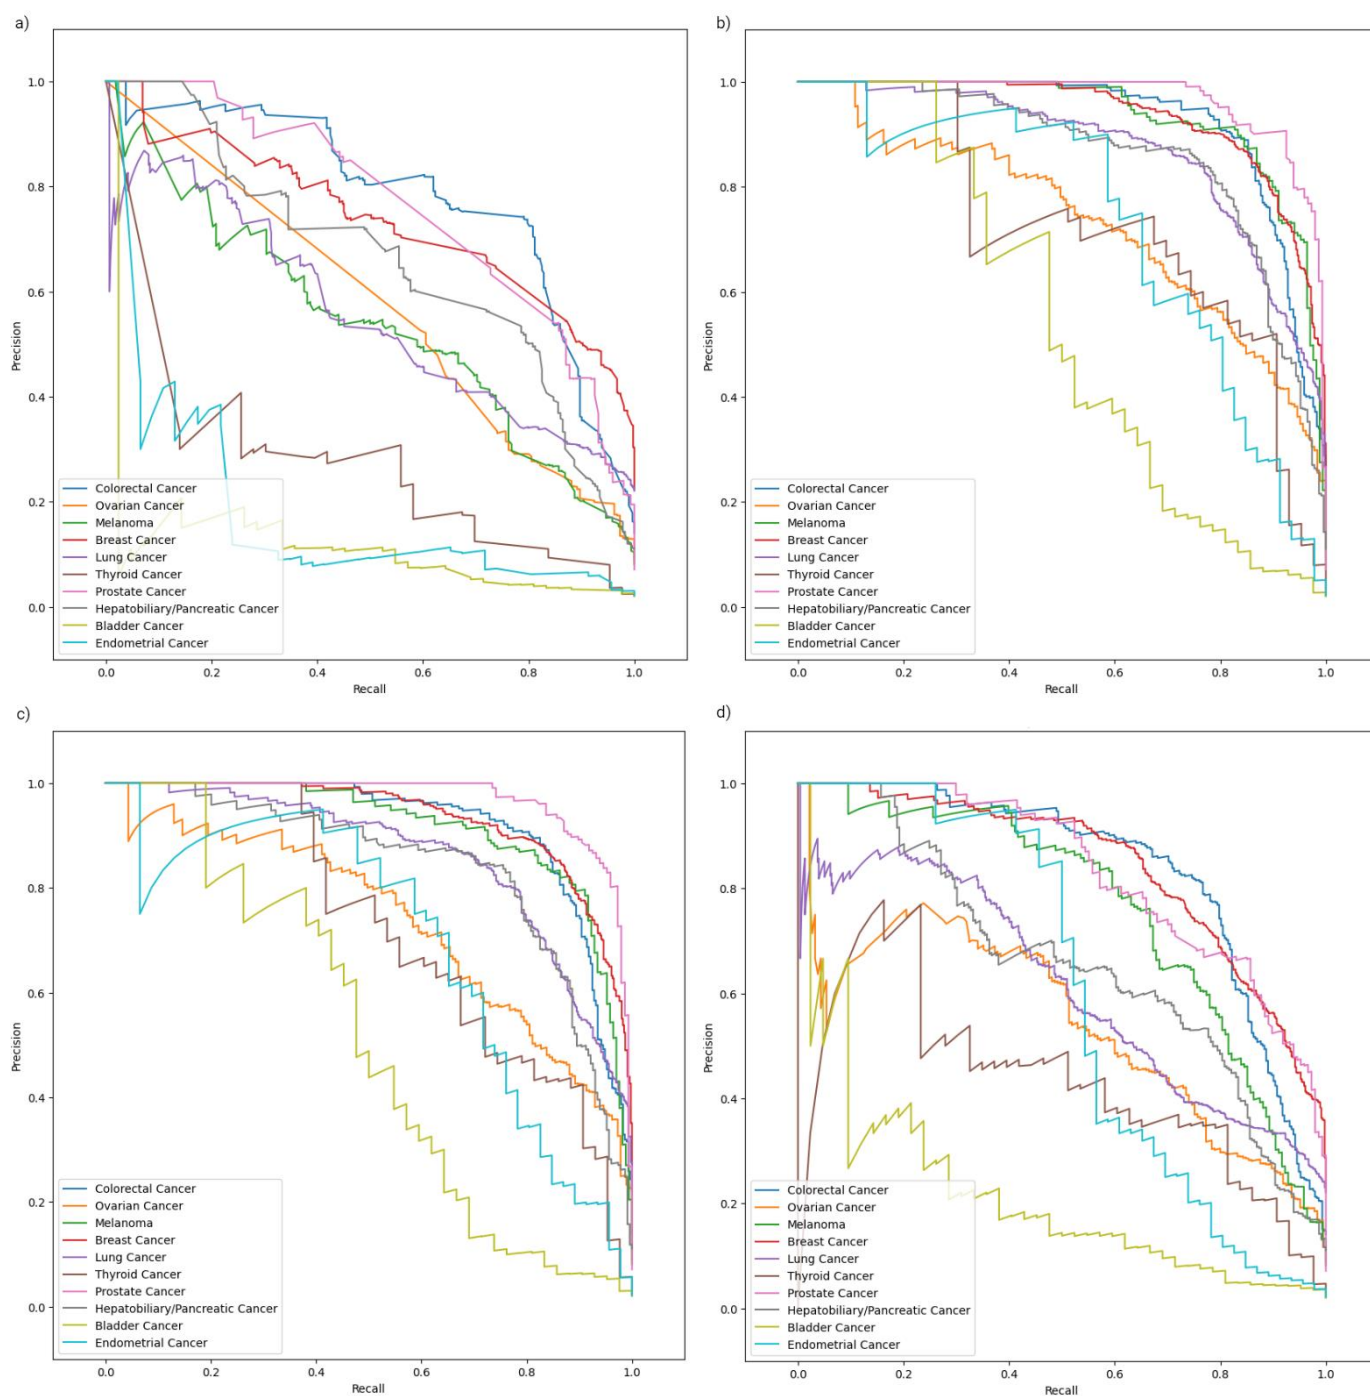 a)
1.0
0.8
0.6
0.4
0.2
0.0
Precision
Colorectal Cancer
Ovarian Cancer
Melanoma
Breast Cancer
Lung Cancer
Thyroid Cancer
Prostate Cancer
Hepatobiliary/Pancreatic Cancer
Bladder Cancer
Endometrial Cancer
0.0 0.2 0.4 0.6 0.8 1.0
Recall
b)
1.0
0.8
0.6
0.4
0.2
0.0
Precision
Colorectal Cancer
Ovarian Cancer
Melanoma
Breast Cancer
Lung Cancer
Thyroid Cancer
Prostate Cancer
Hepatobiliary/Pancreatic Cancer
Bladder Cancer
Endometrial Cancer
0.0 0.2 0.4 0.6 0.8 1.0
Recall
c)
1.0
0.8
0.6
0.4
0.2
0.0
Precision
Colorectal Cancer
Ovarian Cancer
Melanoma
Breast Cancer
Lung Cancer
Thyroid Cancer
Prostate Cancer
Hepatobiliary/Pancreatic Cancer
Bladder Cancer
Endometrial Cancer
0.0 0.2 0.4 0.6 0.8 1.0
Recall
d)
1.0
0.8
0.6
0.4
0.2
0.0
Precision
Colorectal Cancer
Ovarian Cancer
Melanoma
Breast Cancer
Lung Cancer
Thyroid Cancer
Prostate Cancer
Hepatobiliary/Pancreatic Cancer
Bladder Cancer
Endometrial Cancer
0.0 0.2 0.4 0.6 0.8 1.0
Recall